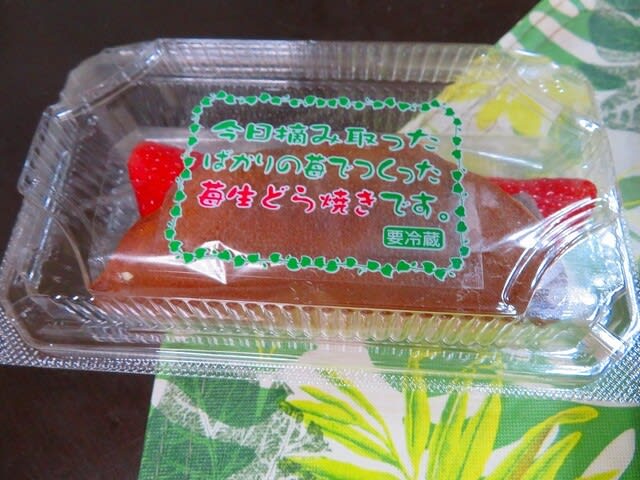 今日摘み取った
ばかりの苺でつくった
苺生どら焼きです。
要冷蔵